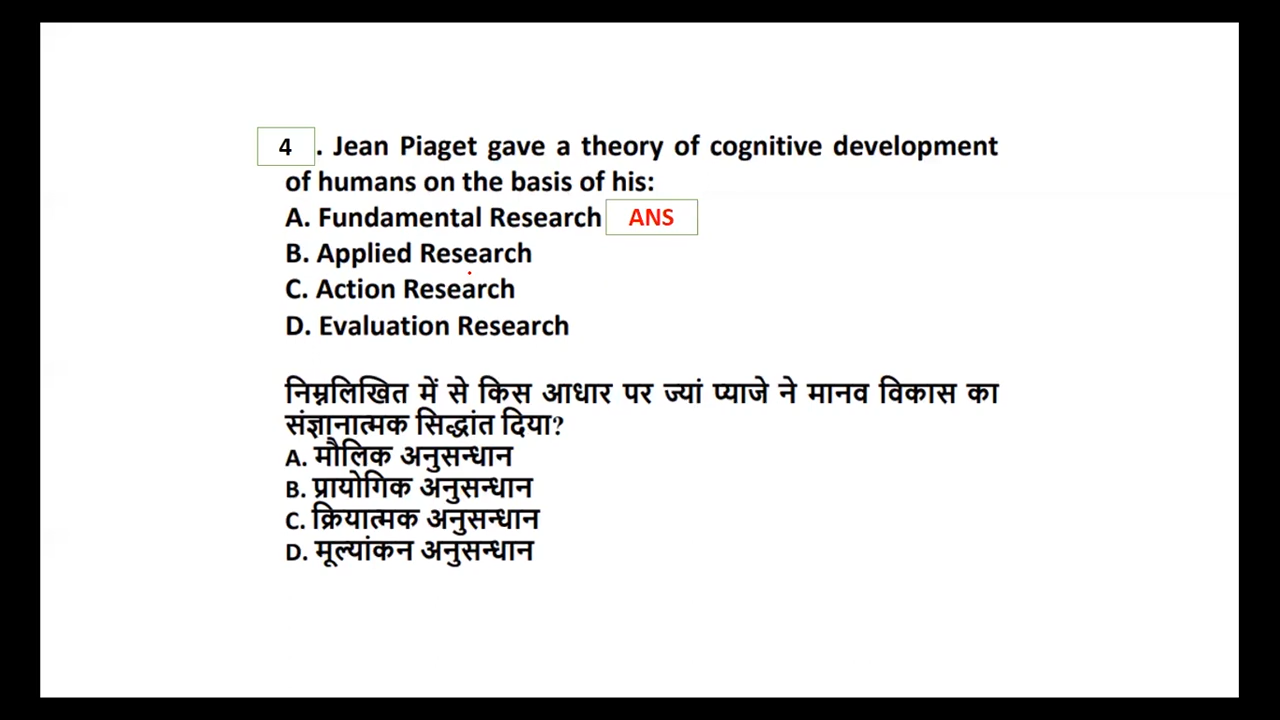 4 . Jean Piaget gave a theory of cognitive development
of humans on the basis of his:
A. Fundamental Research ANS
B. Applied Research
C. Action Research
D. Evaluation Research
निम्नलिखित में से किस आधार पर ज्यां प्याजे ने मानव विकास का
संज्ञानात्मक सिद्धांत दिया?
A. मौलिक अनुसन्धान
B. प्रायोगिक अनुसन्धान
C. क्रियात्मक अनुसन्धान
D. मूल्यांकन अनुसन्धान